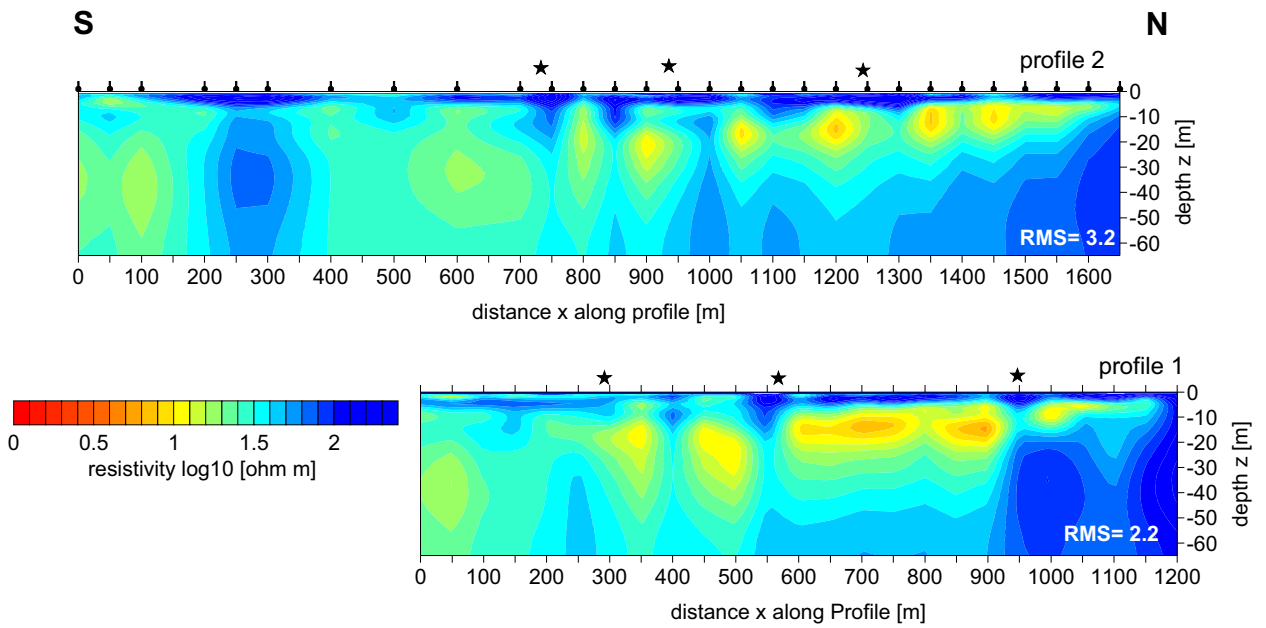 S N
profile 2
0
-10
-20
-30
-40
-50
-60
depth z [m]
RMS= 3.2
0 100 200 300 400 500 600 700 800 900 1000 1100 1200 1300 1400 1500 1600
distance x along profile [m]
profile 1
0
-10
-20
-30
-40
-50
-60
depth z [m]
RMS= 2.2
0 0.5 1 1.5 2
resistivity log10 [ohm m]
0 100 200 300 400 500 600 700 800 900 1000 1100 1200
distance x along Profile [m]